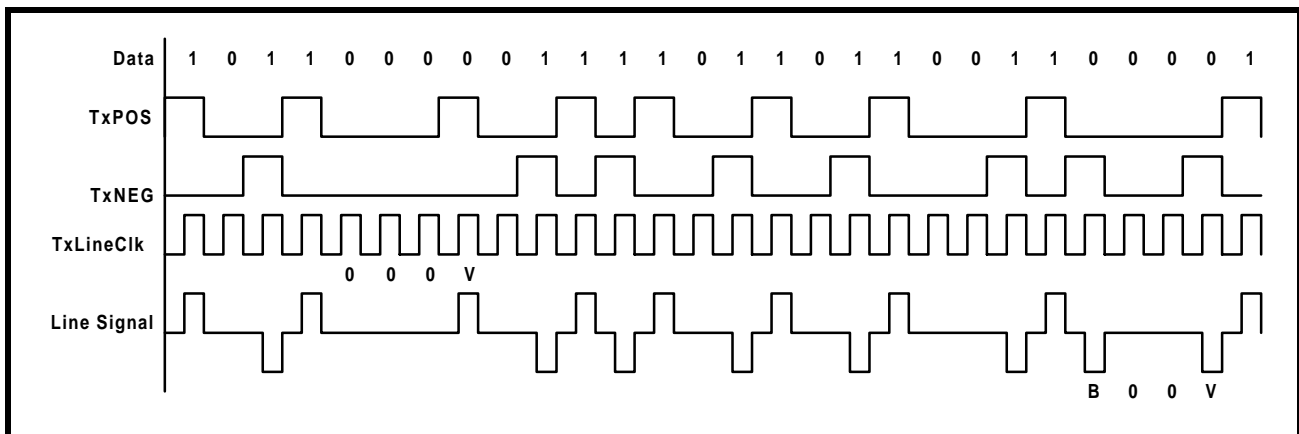 Data 1 0 1 1 0 0 0 0 0 1 1 1 1 0 1 1 0 1 1 0 0 1 1 0 0 0 0 1
TxPOS
TxNEG
TxLineClk
0 0 0 V
Line Signal
B 0 0 V